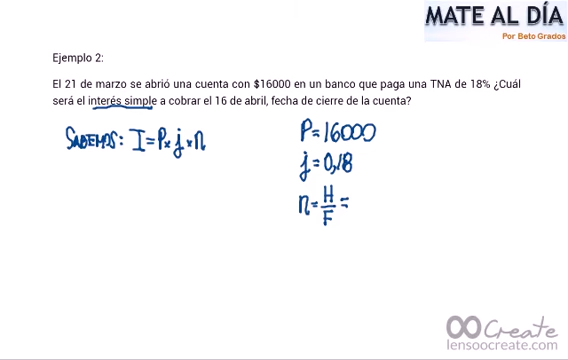 MATE AL DÍA
Por Beto Grados
Ejemplo 2:
El 21 de marzo se abrió una cuenta con $16000 en un banco que paga una TNA de 18% ¿Cuál
será el interés simple a cobrar el 16 de abril, fecha de cierre de la cuenta?
SABEMOS: I = P x j x n
P = 16000
j = 0,18
n = H/F =
Create
lensoocreate.com